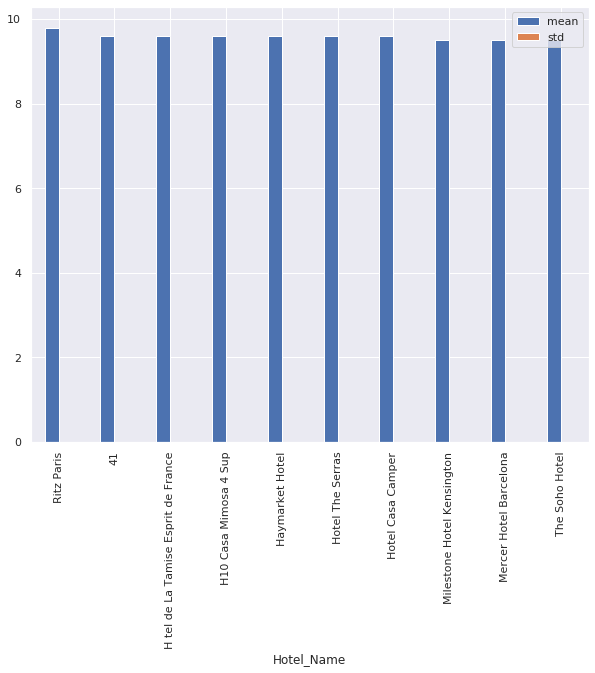 10
8
6
4
2
0
mean
std
Ritz Paris
41
H tel de La Tamise Esprit de France
H10 Casa Mimosa 4 Sup
Haymarket Hotel
Hotel The Serras
Hotel Casa Camper
Milestone Hotel Kensington
Mercer Hotel Barcelona
The Soho Hotel
Hotel_Name